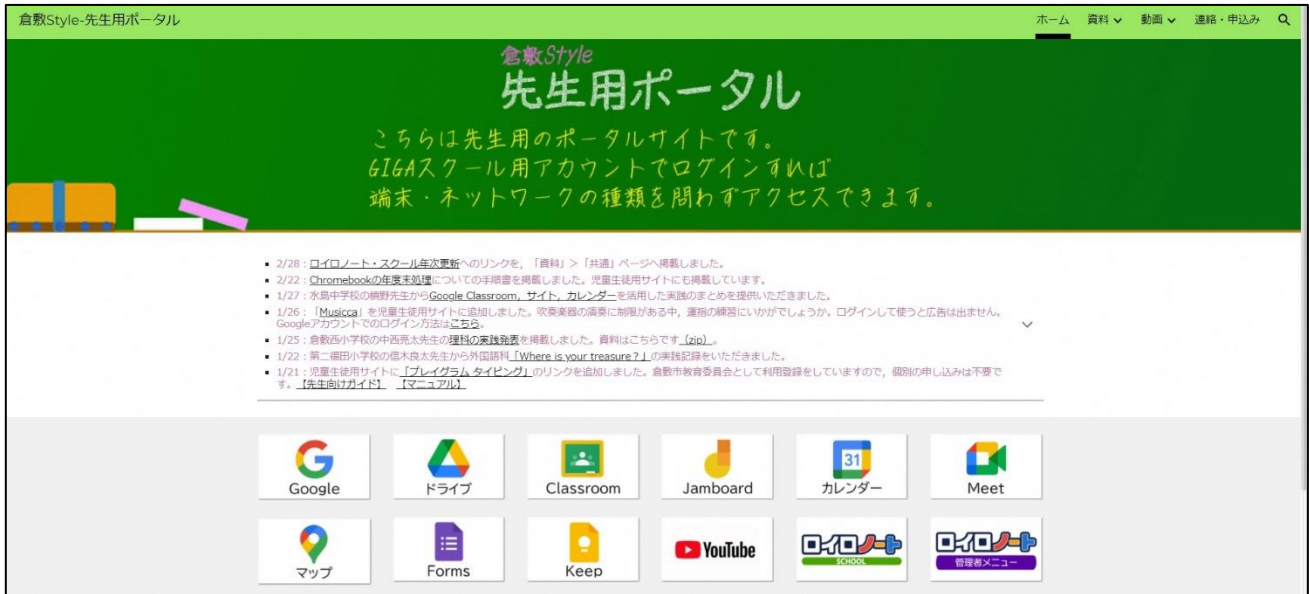 倉敷Style-先生用ポータル
ホーム 資料 動画 連絡・申込み
倉敷Style
先生用ポータル
こちらは先生用のポータルサイトです。
GIGAスクール用アカウントでログインすれば
端末・ネットワークの種類を問わずアクセスできます。
2/28：ロイロノート・スクール年次更新へのリンクを，「資料」＞「共通」ページへ掲載しました。
2/22：Chromebookの年度末処理についての手順書を掲載しました。児童生徒用サイトにも掲載しています。
1/27：水島中学校の槙野先生からGoogle Classroom，サイト，カレンダーを活用した実践のまとめを提供いただきました。
1/26：「Musicca」を児童生徒用サイトに追加しました。吹奏楽器の演奏に制限がある中，運指の練習にいかがでしょうか。ログインして使うと広告は出ません。
Googleアカウントでのログイン方法はこちら。
1/25：倉敷西小学校の中西亮太先生の理科の実践発表を掲載しました。資料はこちらです（zip）。
1/22：第二福田小学校の信木良太先生から外国語科「Where is your treasure？」の実践記録をいただきました。
1/21：児童生徒用サイトに「プレイグラム タイピング」のリンクを追加しました。倉敷市教育委員会として利用登録をしていますので，個別の申し込みは不要で
す。【先生向けガイド】 【マニュアル】
Google ドライブ Classroom Jamboard 31 カレンダー Meet
マップ Forms Keep YouTube ロイロノート SCHOOL ロイロノート 管理者メニュー